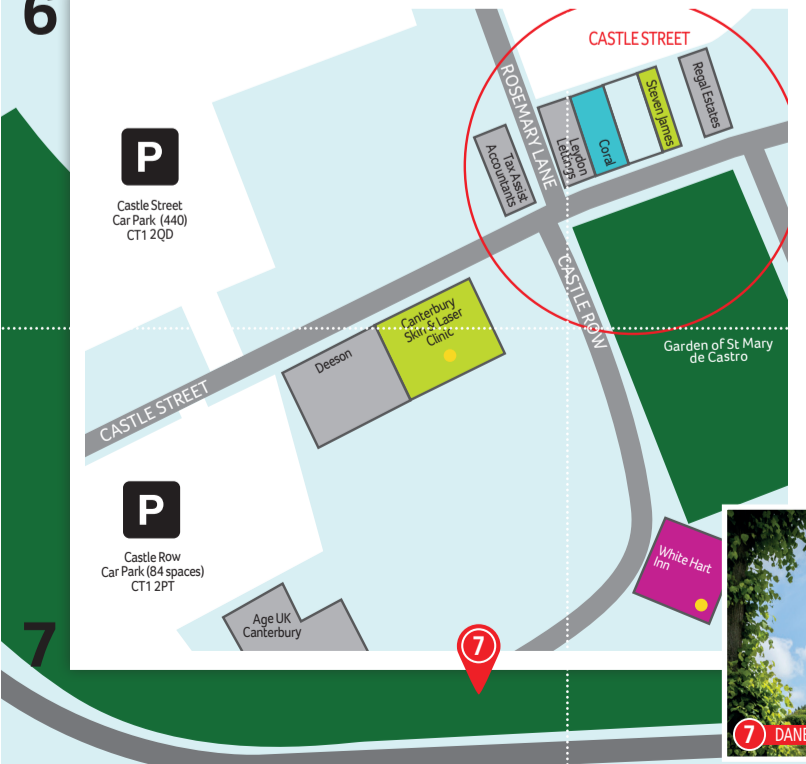 6
CASTLE STREET
ROSEMARY LANE
Tax Assist
Accountants
Leydon
Lettings
Coral
Steven James
Regal Estates
P
Castle Street
Car Park (440)
CT1 2QD
CASTLE ROW
Canterbury
Skin & Laser
Clinic
Deeson
Garden of St Mary
de Castro
CASTLE STREET
P
Castle Row
Car Park (84 spaces)
CT1 2PT
White Hart
Inn
Age UK
Canterbury
7
7
7